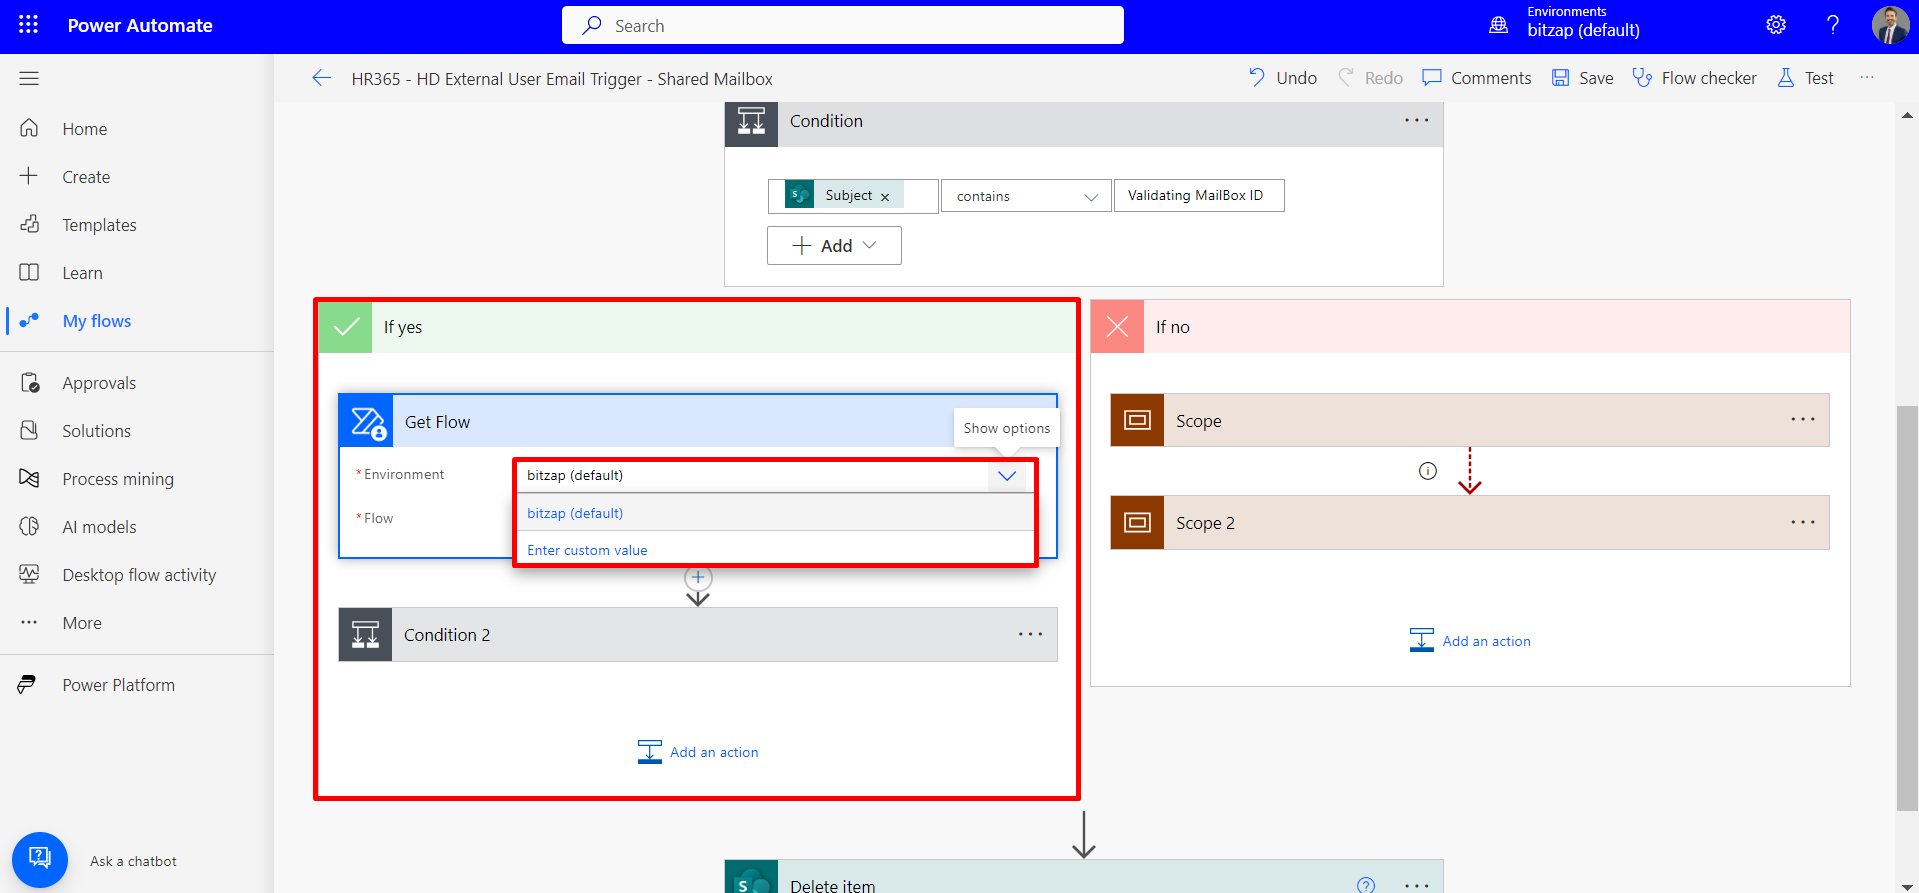 Power Automate
Search
Environments
bitzap (default)
HR365 - HD External User Email Trigger - Shared Mailbox
Undo
Redo
Comments
Save
Flow checker
Test
Home
Create
Templates
Learn
My flows
Approvals
Solutions
Process mining
AI models
Desktop flow activity
More
Power Platform
Ask a chatbot
Condition
Subject
contains
Validating MailBox ID
Add
If yes
Get Flow
Show options
* Environment
bitzap (default)
bitzap (default)
* Flow
Enter custom value
Condition 2
Add an action
If no
Scope
Scope 2
Add an action
Delete item